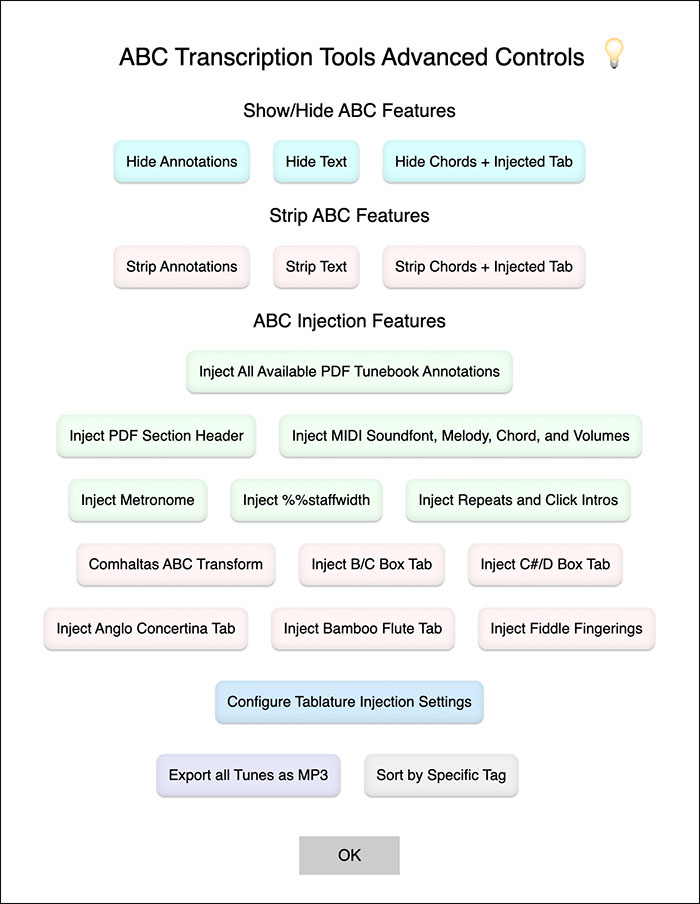 ABC Transcription Tools Advanced Controls
Show/Hide ABC Features
Hide Annotations Hide Text Hide Chords + Injected Tab
Strip ABC Features
Strip Annotations Strip Text Strip Chords + Injected Tab
ABC Injection Features
Inject All Available PDF Tunebook Annotations
Inject PDF Section Header Inject MIDI Soundfont, Melody, Chord, and Volumes
Inject Metronome Inject %%staffwidth Inject Repeats and Click Intros
Comhaltas ABC Transform Inject B/C Box Tab Inject C#/D Box Tab
Inject Anglo Concertina Tab Inject Bamboo Flute Tab Inject Fiddle Fingerings
Configure Tablature Injection Settings
Export all Tunes as MP3 Sort by Specific Tag
OK